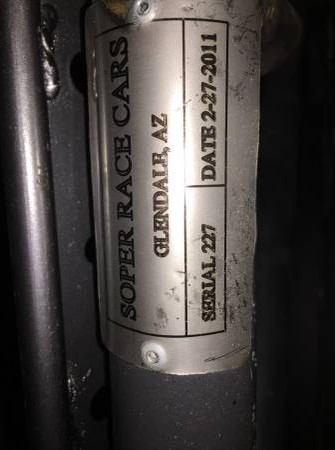 SOPER RACE CARS
GLENDALE, AZ
SERIAL 227
DATE 2-27-2011